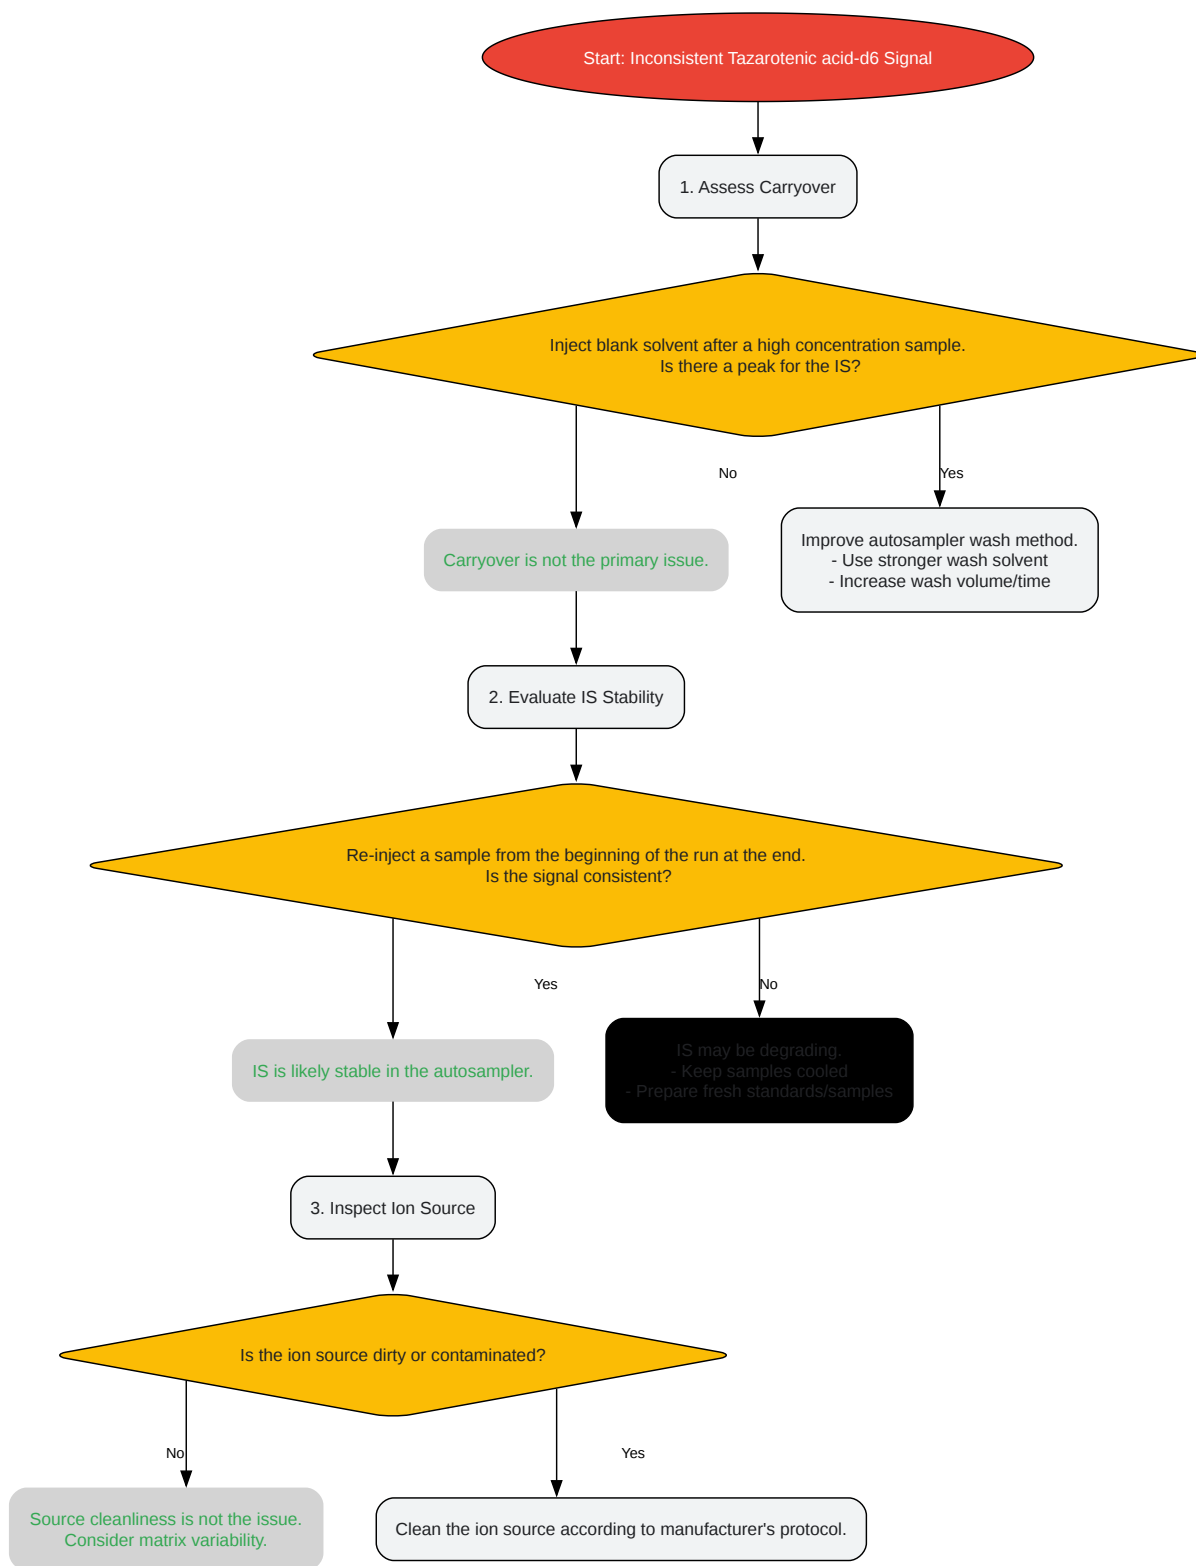 Start: Inconsistent Tazarotenic acid-d6 Signal
1. Assess Carryover
Inject blank solvent after a high concentration sample.
Is there a peak for the IS?
No
Yes
Carryover is not the primary issue.
Improve autosampler wash method.
- Use stronger wash solvent
- Increase wash volume/time
2. Evaluate IS Stability
Re-inject a sample from the beginning of the run at the end.
Is the signal consistent?
Yes
No
IS is likely stable in the autosampler.
IS may be degrading.
- Keep samples cooled
- Prepare fresh standards/samples
3. Inspect Ion Source
Is the ion source dirty or contaminated?
No
Yes
Source cleanliness is not the issue.
Consider matrix variability.
Clean the ion source according to manufacturer's protocol.